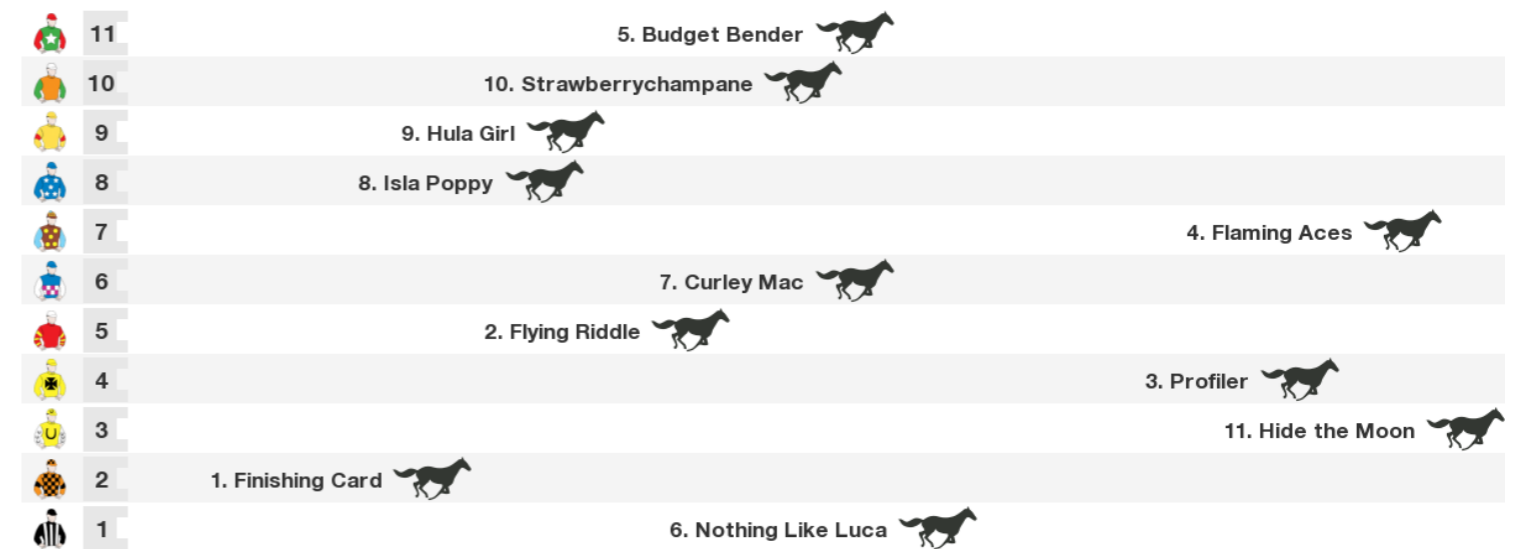 11 5. Budget Bender
10 10. Strawberrychampane
9 9. Hula Girl
8 8. Isla Poppy
7 4. Flaming Aces
6 7. Curley Mac
5 2. Flying Riddle
4 3. Profiler
3 11. Hide the Moon
2 1. Finishing Card
1 6. Nothing Like Luca